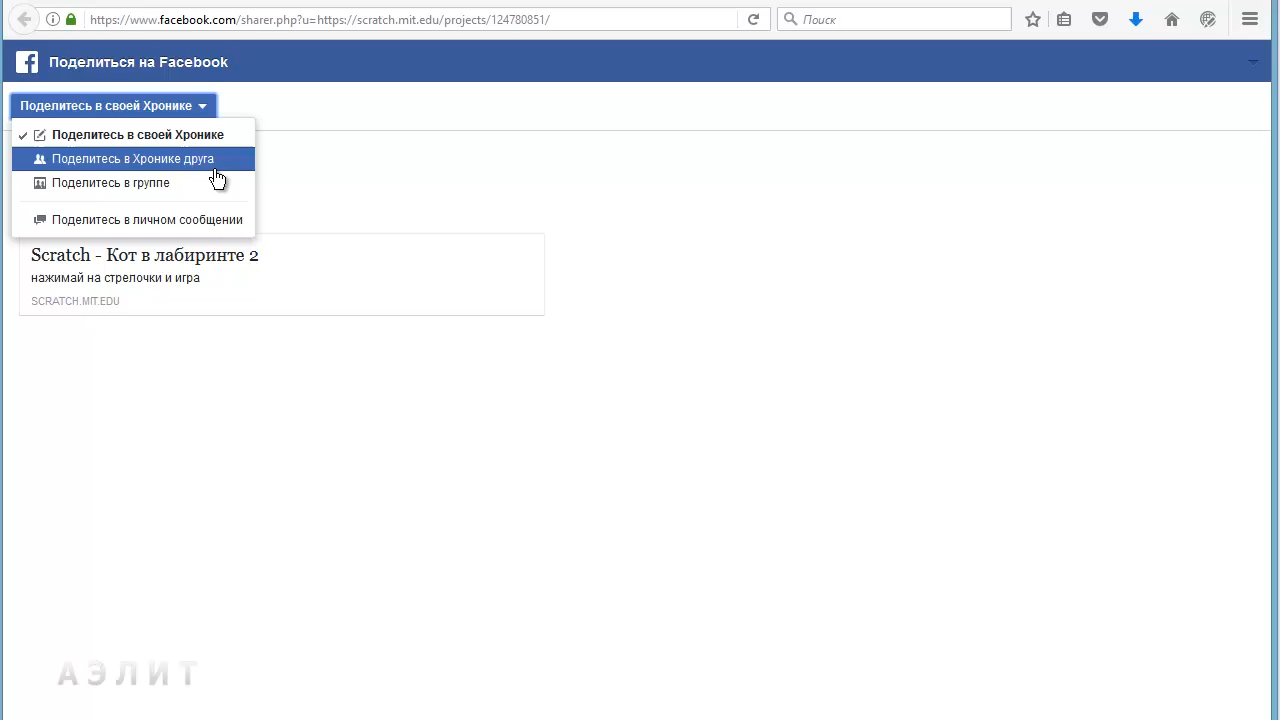 https://www.facebook.com/sharer.php?u=https://scratch.mit.edu/projects/124780851/
Поиск
Поделиться на Facebook
Поделитесь в своей Хронике
Поделитесь в своей Хронике
Поделитесь в Хронике друга
Поделитесь в группе
Поделитесь в личном сообщении
Scratch - Кот в лабиринте 2
нажимай на стрелочки и игра
SCRATCH.MIT.EDU
АЭЛИТ